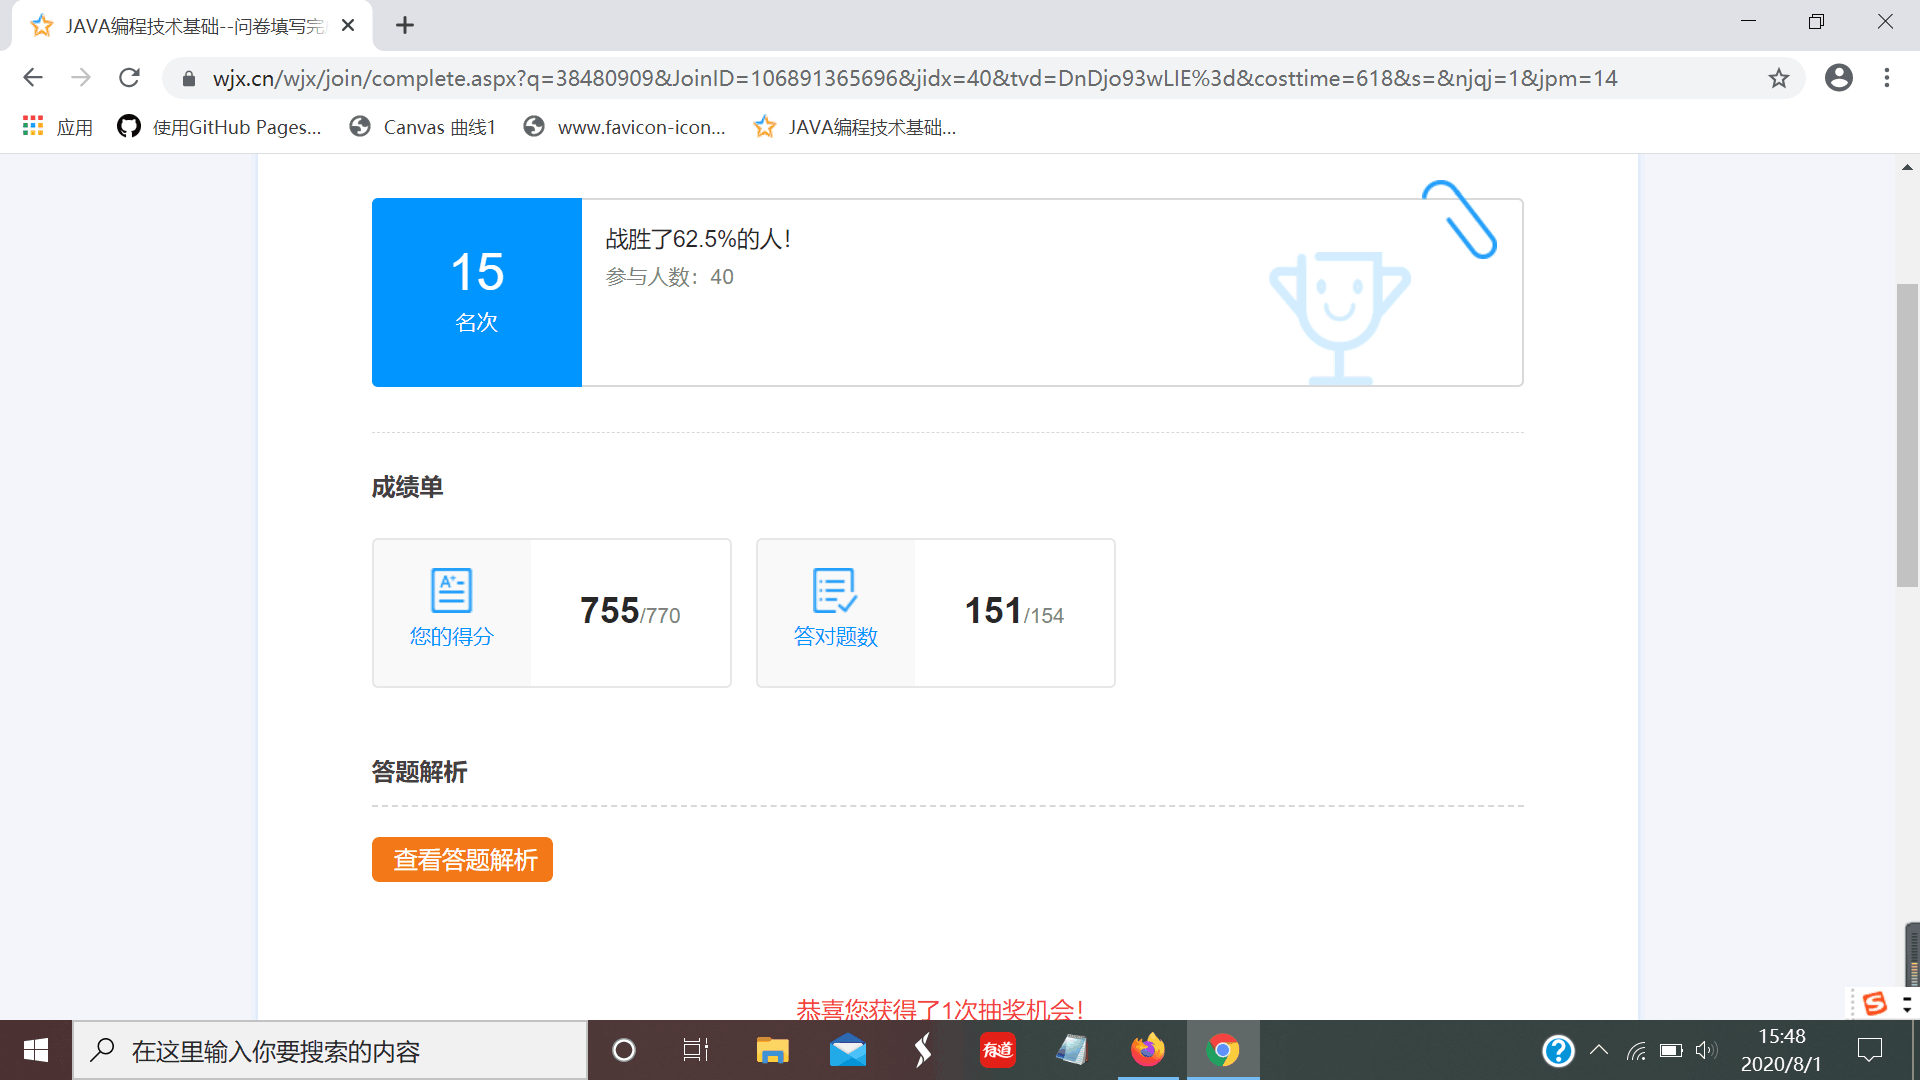 JAVA编程技术基础--问卷填写完
wjx.cn/wjx/join/complete.aspx?q=38480909&JoinID=106891365696&jidx=40&tvd=DnDjo93wLIE%3d&costtime=618&s=&njqj=1&jpm=14
应用 使用GitHub Pages... Canvas 曲线1 www.favicon-icon... JAVA编程技术基础...
15
名次
战胜了62.5%的人!
参与人数：40
成绩单
您的得分
755/770
答对题数
151/154
答题解析
查看答题解析
恭喜您获得了1次抽奖机会!
在这里输入你要搜索的内容
有道
15:48
2020/8/1